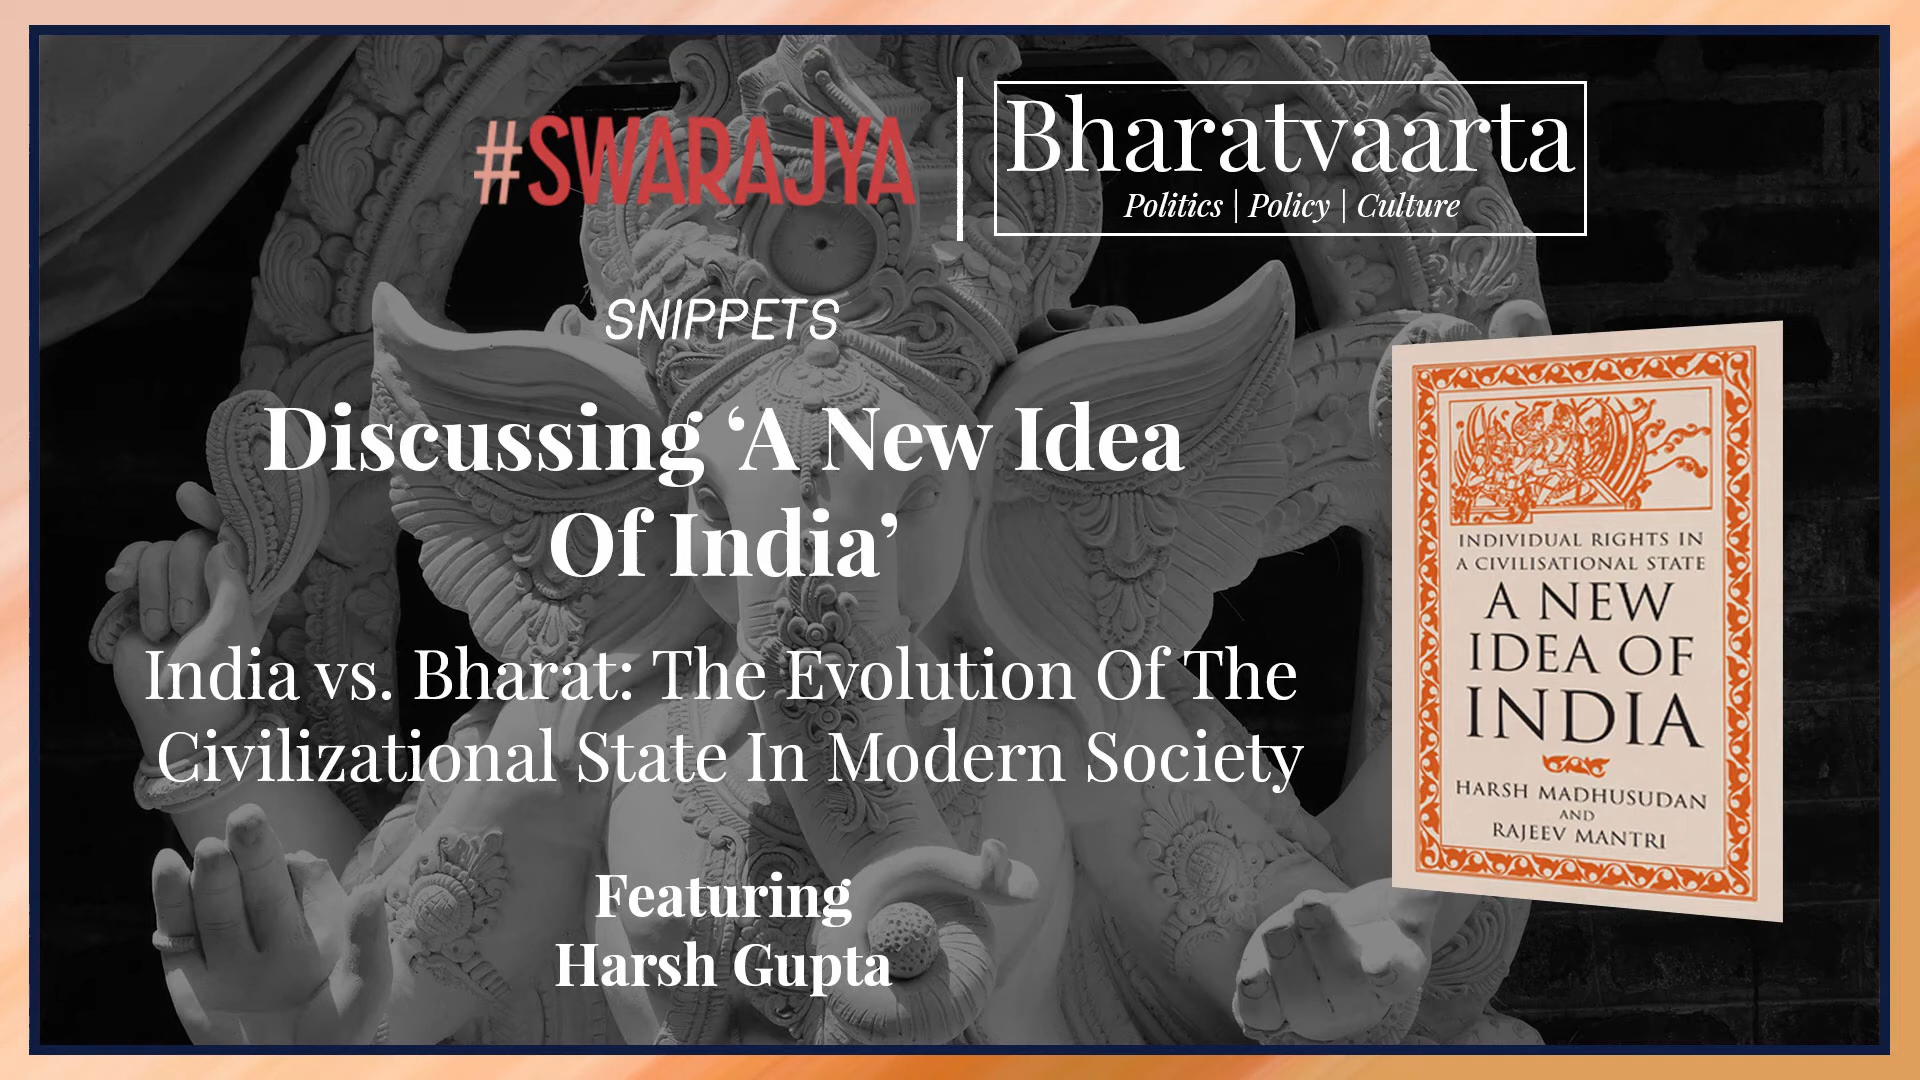 #SWARAJYA
Bharatvaarta
Politics | Policy | Culture
SNIPPETS
Discussing ‘A New Idea
Of India’
India vs. Bharat: The Evolution Of The
Civilizational State In Modern Society
Featuring
Harsh Gupta
INDIVIDUAL RIGHTS IN
A CIVILISATIONAL STATE
A NEW
IDEA OF
INDIA
HARSH MADHUSUDAN
AND
RAJEEV MANTRI